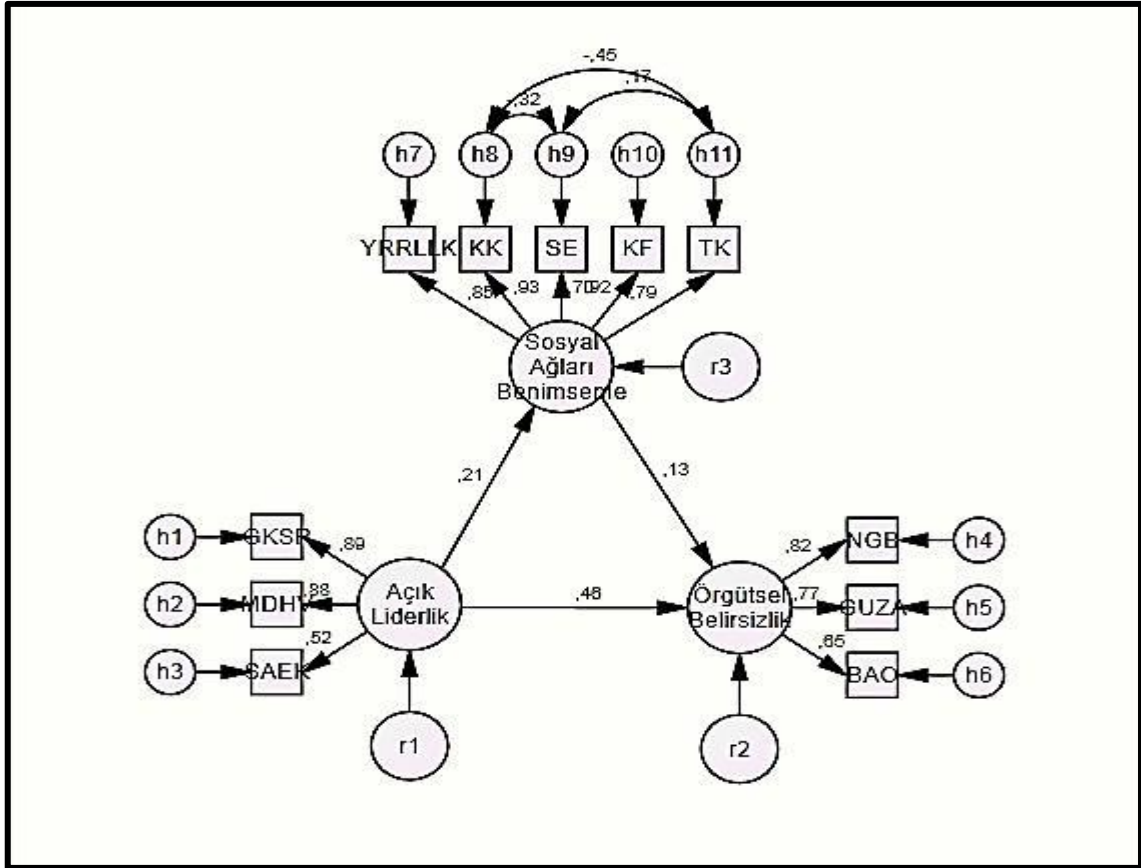 -,45
,17
,32
h7
h8
h9
h10
h11
YRRLLK
KK
SE
KF
TK
,85
,93
,70
,92
,79
Sosyal
Ağları
Benimseme
r3
,21
,13
h1
GKSP
,89
h2
MDHY
,88
h3
SAEK
,52
Açık
Liderlik
,48
Örgütsel
Belirsizlik
,82
NGB
h4
,77
GUZA
h5
,65
BAO
h6
r1
r2